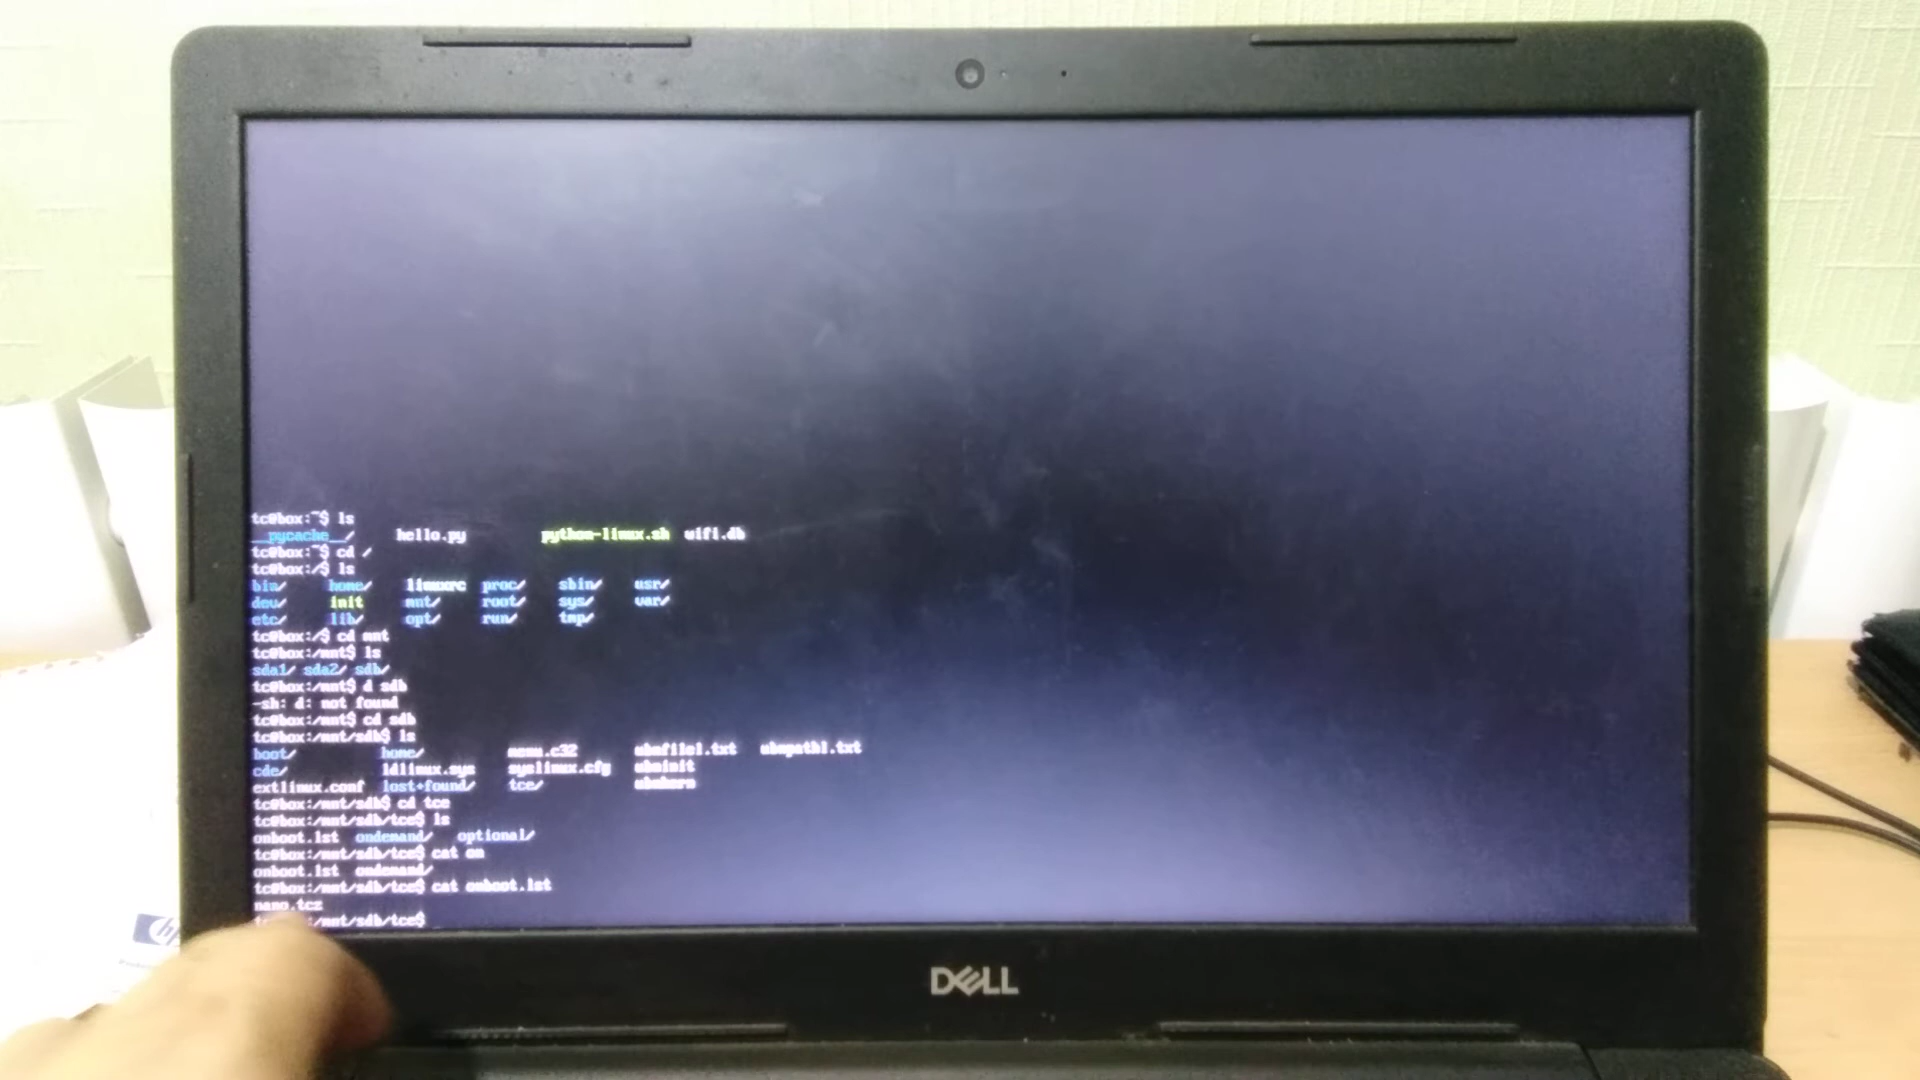 tc@box:~$ ls
__pycache__/ hello.py python-linux.sh wifi.db
tc@box:~$ cd /
tc@box:/$ ls
bin/ home/ linuxrc proc/ sbin/ usr/
dev/ init mnt/ root/ sys/ var/
etc/ lib/ opt/ run/ tmp/
tc@box:/$ cd mnt
tc@box:/mnt$ ls
sda1/ sda2/ sdb/
tc@box:/mnt$ d sdb
-sh: d: not found
tc@box:/mnt$ cd sdb
tc@box:/mnt/sdb$ ls
boot/ home/ menu.c32
cde/ ldlinux.sys syslinux.cfg
extlinux.conf lost+found/ tce/
tc@box:/mnt/sdb$ cd tce
tc@box:/mnt/sdb/tce$ ls
onboot.lst ondemand/ optional/
tc@box:/mnt/sdb/tce$ cat on
onboot.lst ondemand/
tc@box:/mnt/sdb/tce$ cat onboot.lst
nano.tcz
:/mnt/sdb/tce$
DELL
hp